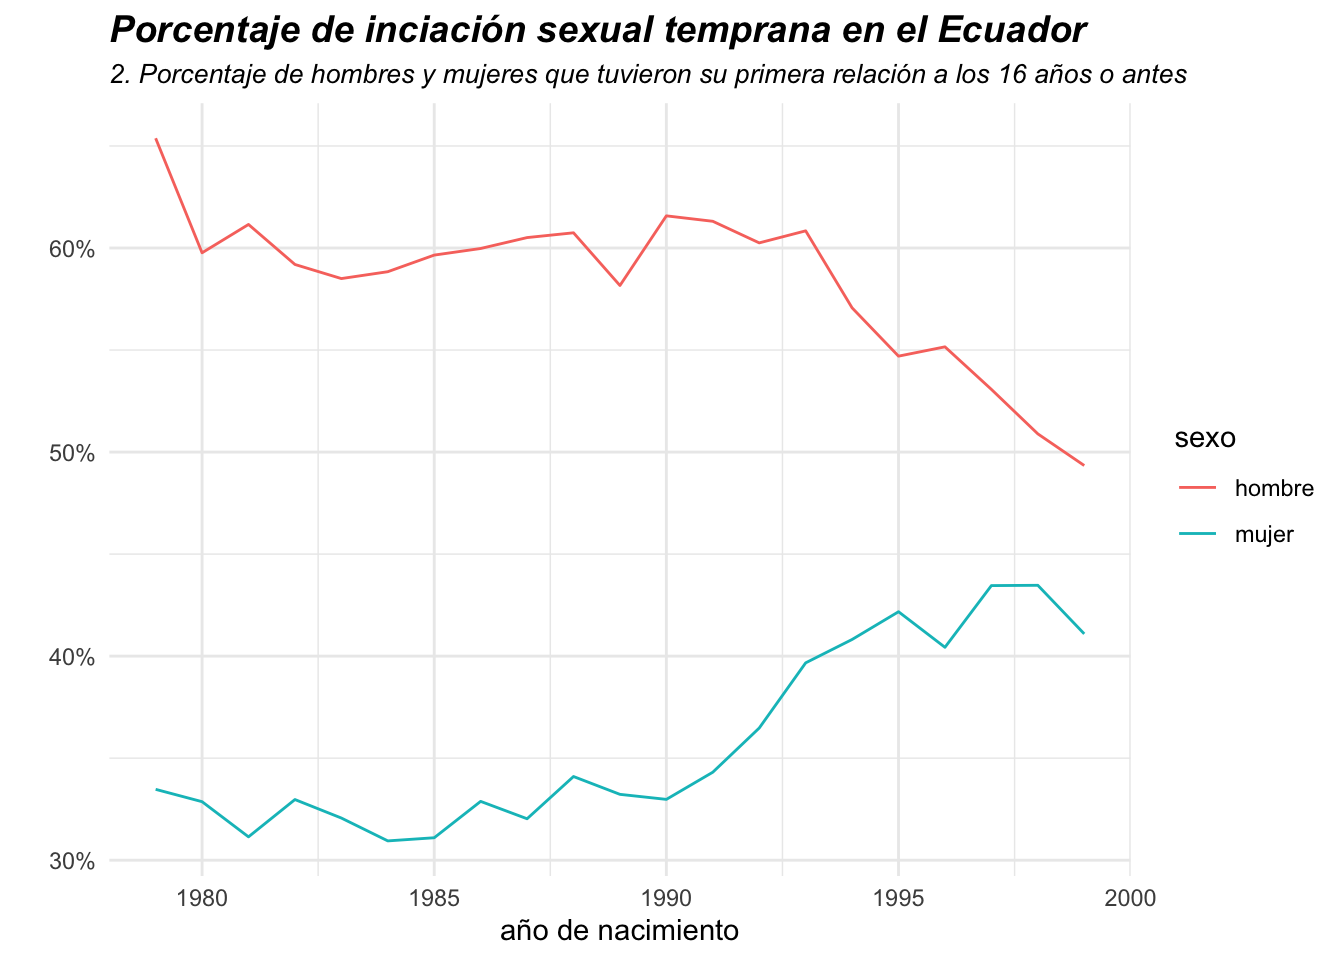 Porcentaje de inciación sexual temprana en el Ecuador
2. Porcentaje de hombres y mujeres que tuvieron su primera relación a los 16 años o antes
60%
50%
40%
30%
1980 1985 1990 1995 2000
año de nacimiento
sexo
hombre
mujer